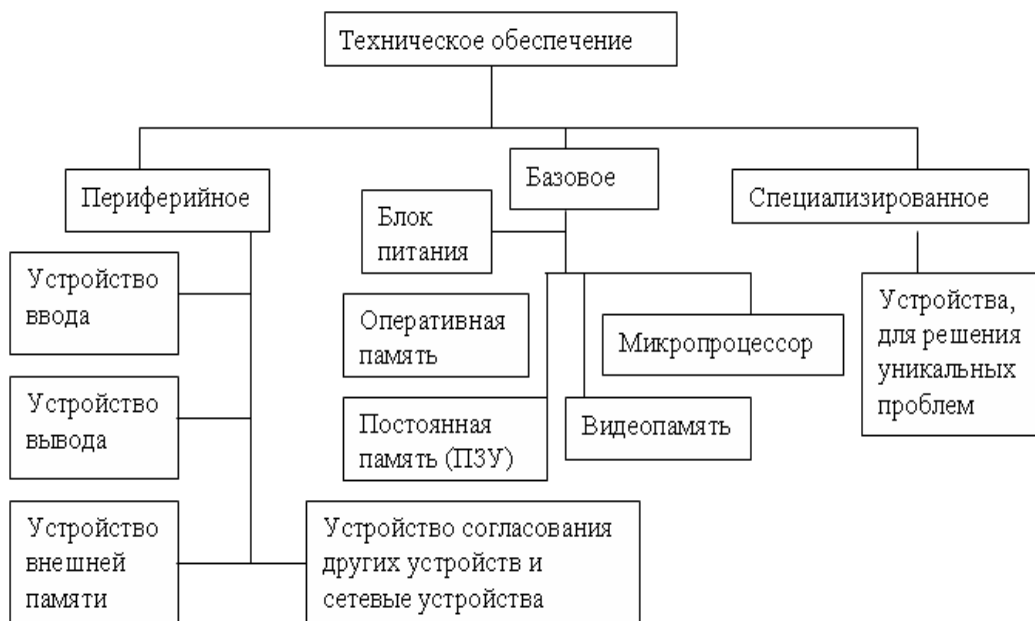 Техническое обеспечение
Периферийное
Базовое
Специализированное
Блок
питания
Устройство
ввода
Оперативная
память
Микропроцессор
Устройства,
для решения
уникальных
проблем
Устройство
вывода
Постоянная
память (ПЗУ)
Видеопамять
Устройство
внешней
памяти
Устройство согласования
других устройств и
сетевые устройства